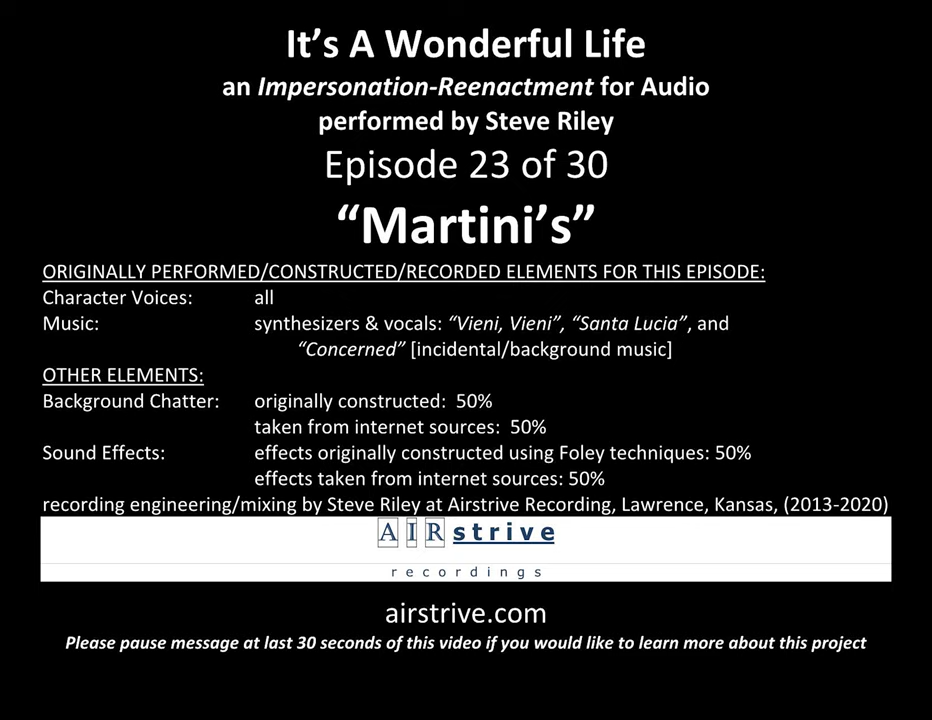 It’s A Wonderful Life
an Impersonation-Reenactment for Audio
performed by Steve Riley
Episode 23 of 30
“Martini’s”
ORIGINALLY PERFORMED/CONSTRUCTED/RECORDED ELEMENTS FOR THIS EPISODE:
Character Voices: all
Music: synthesizers & vocals: “Vieni, Vieni”, “Santa Lucia”, and
“Concerned” [incidental/background music]
OTHER ELEMENTS:
Background Chatter: originally constructed: 50%
taken from internet sources: 50%
Sound Effects: effects originally constructed using Foley techniques: 50%
effects taken from internet sources: 50%
recording engineering/mixing by Steve Riley at Airstrive Recording, Lawrence, Kansas, (2013-2020)
AIRstrive
recordings
airstrive.com
Please pause message at last 30 seconds of this video if you would like to learn more about this project